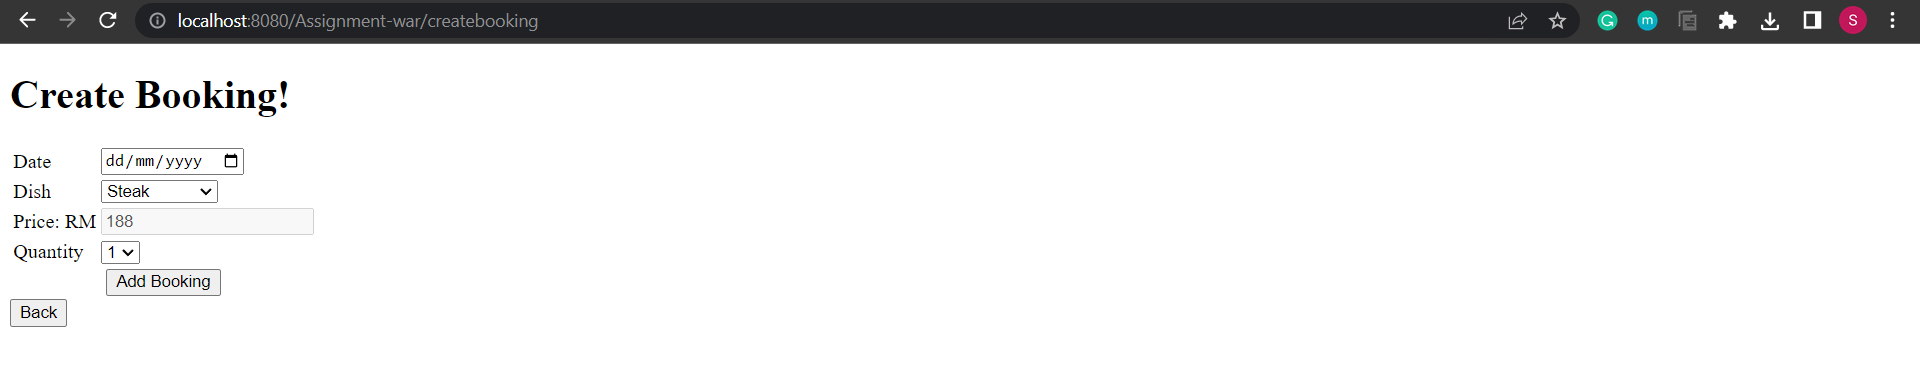 localhost:8080/Assignment-war/createbooking
G
m
S
Create Booking!
Date dd/mm/yyyy
Dish Steak
Price: RM 188
Quantity 1
Add Booking
Back